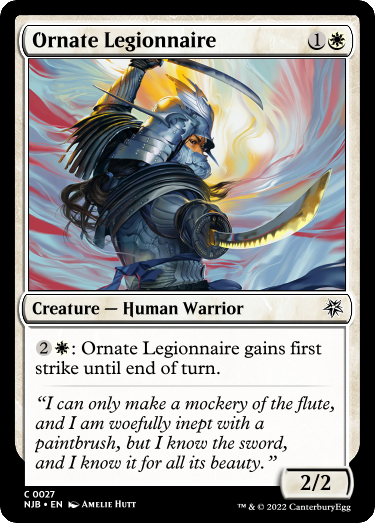 Ornate Legionnaire 1
Creature — Human Warrior
2 : Ornate Legionnaire gains first
strike until end of turn.
“I can only make a mockery of the flute,
and I am woefully inept with a
paintbrush, but I know the sword,
and I know it for all its beauty.”
2/2
C 0027
NJB • EN Amelie Hutt
™ & © 2022 CanterburyEgg